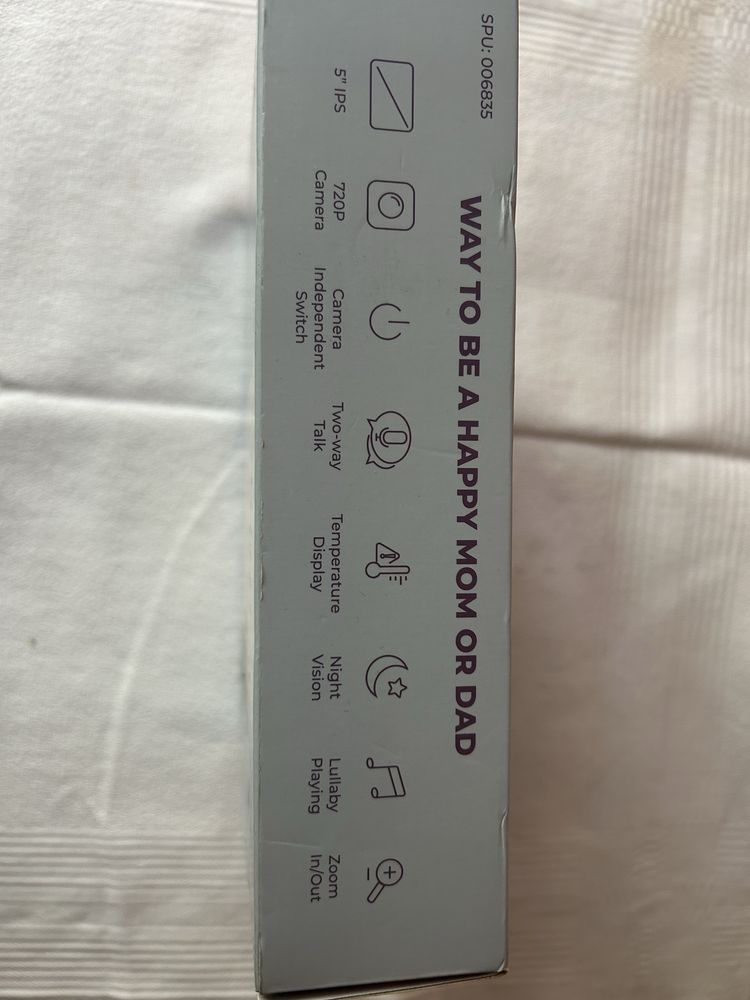 SPU: 006835
WAY TO BE A HAPPY MOM OR DAD
5" IPS
720P
Camera
Camera
Independent
Switch
Two-way
Talk
Temperature
Display
Night
Vision
Lullaby
Playing
Zoom
In/Out